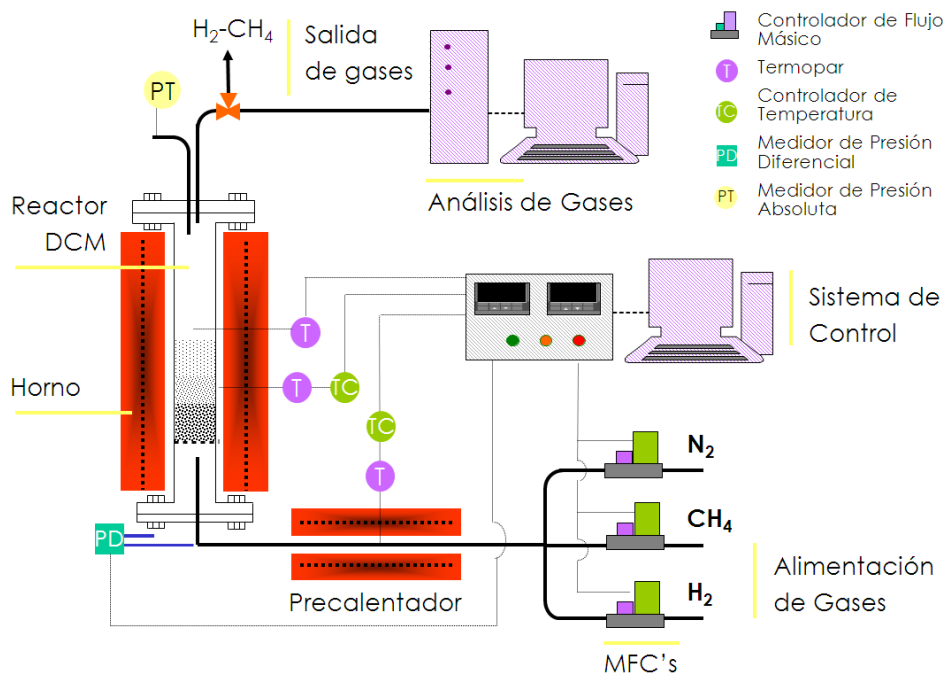 H2-CH4
Salida
de gases
PT
Controlador de Flujo
Másico
T
Termopar
TC
Controlador de
Temperatura
PD
Medidor de Presión
Diferencial
PT
Medidor de Presión
Absoluta
Análisis de Gases
Reactor
DCM
Horno
T
T
TC
TC
T
Sistema de
Control
N2
CH4
H2
PD
Precalentador
Alimentación
de Gases
MFC's